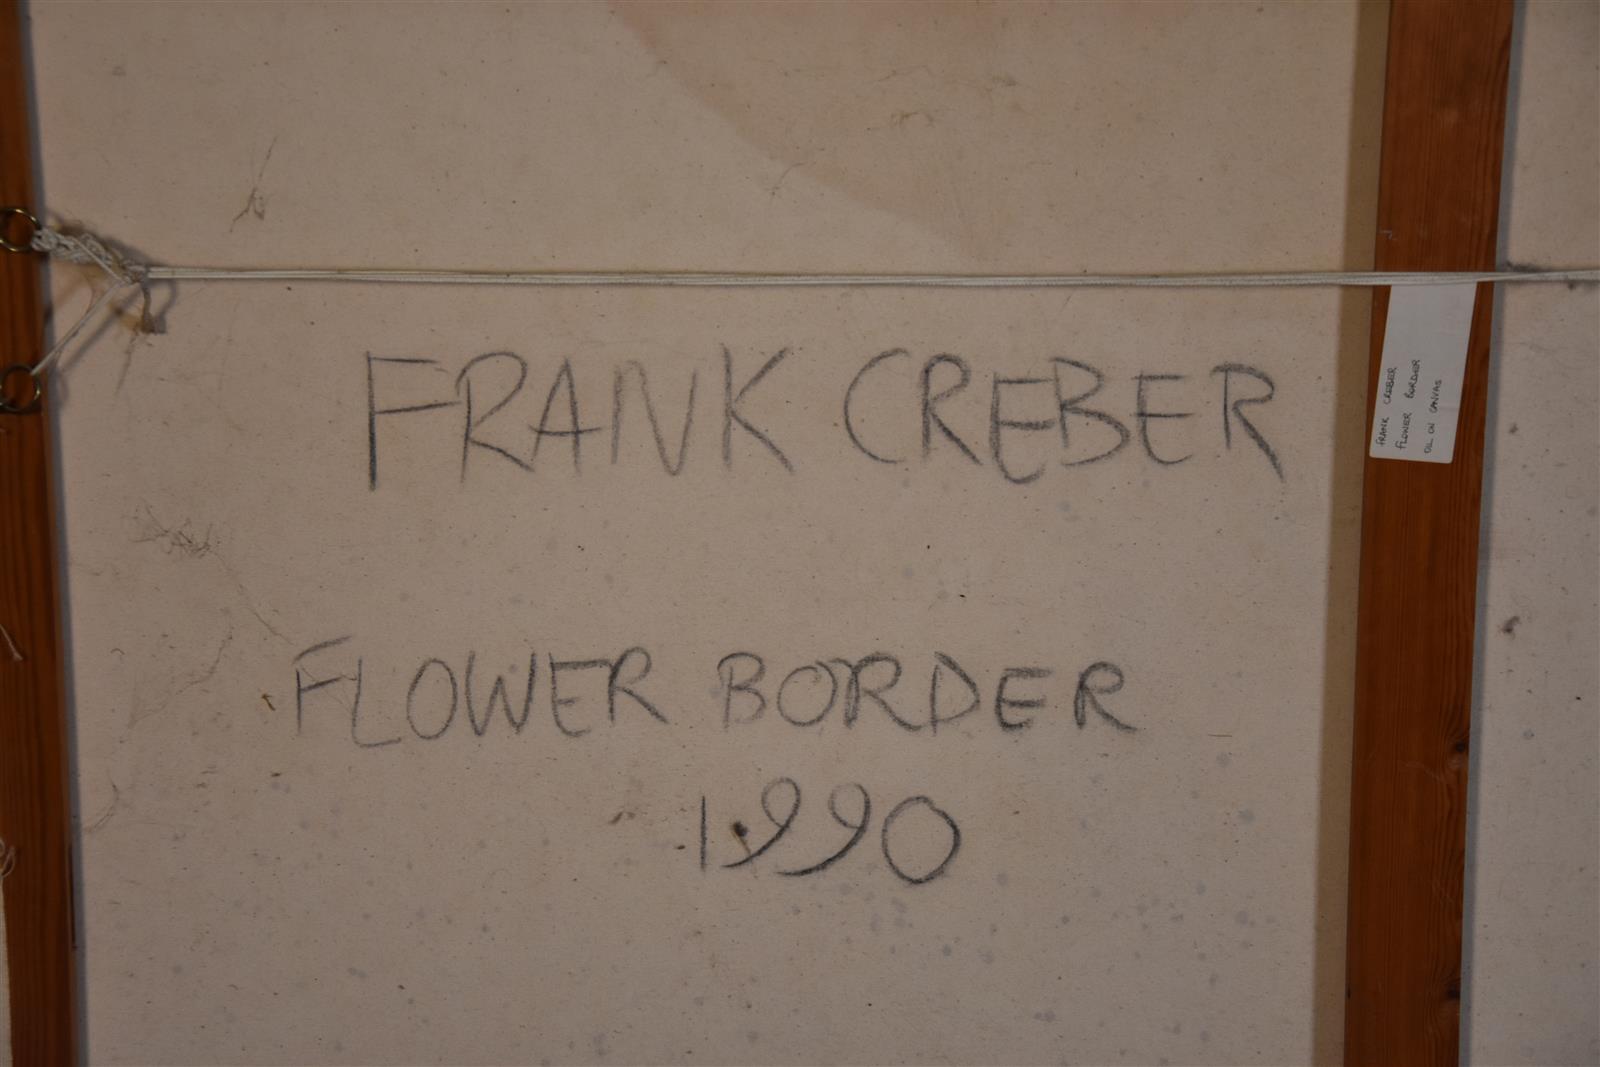 FRANK CREBER
FLOWER BORDER
1990
FRANK CREBER
FLOWER BORDER
OIL ON CANVAS